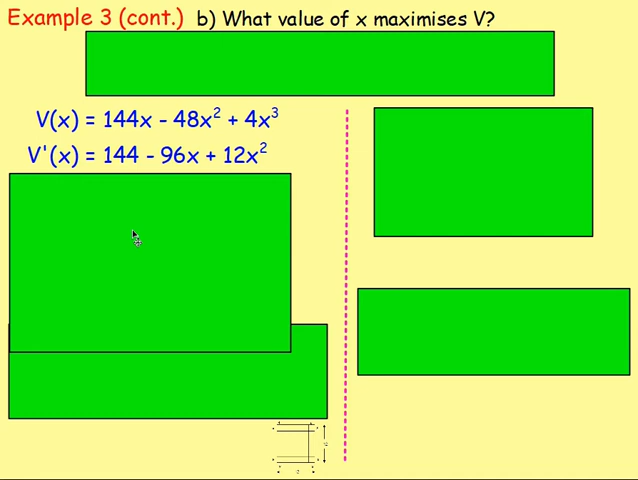 Example 3 (cont.) b) What value of x maximises V?
V(x) = 144x - 48x² + 4x³
V'(x) = 144 - 96x + 12x²